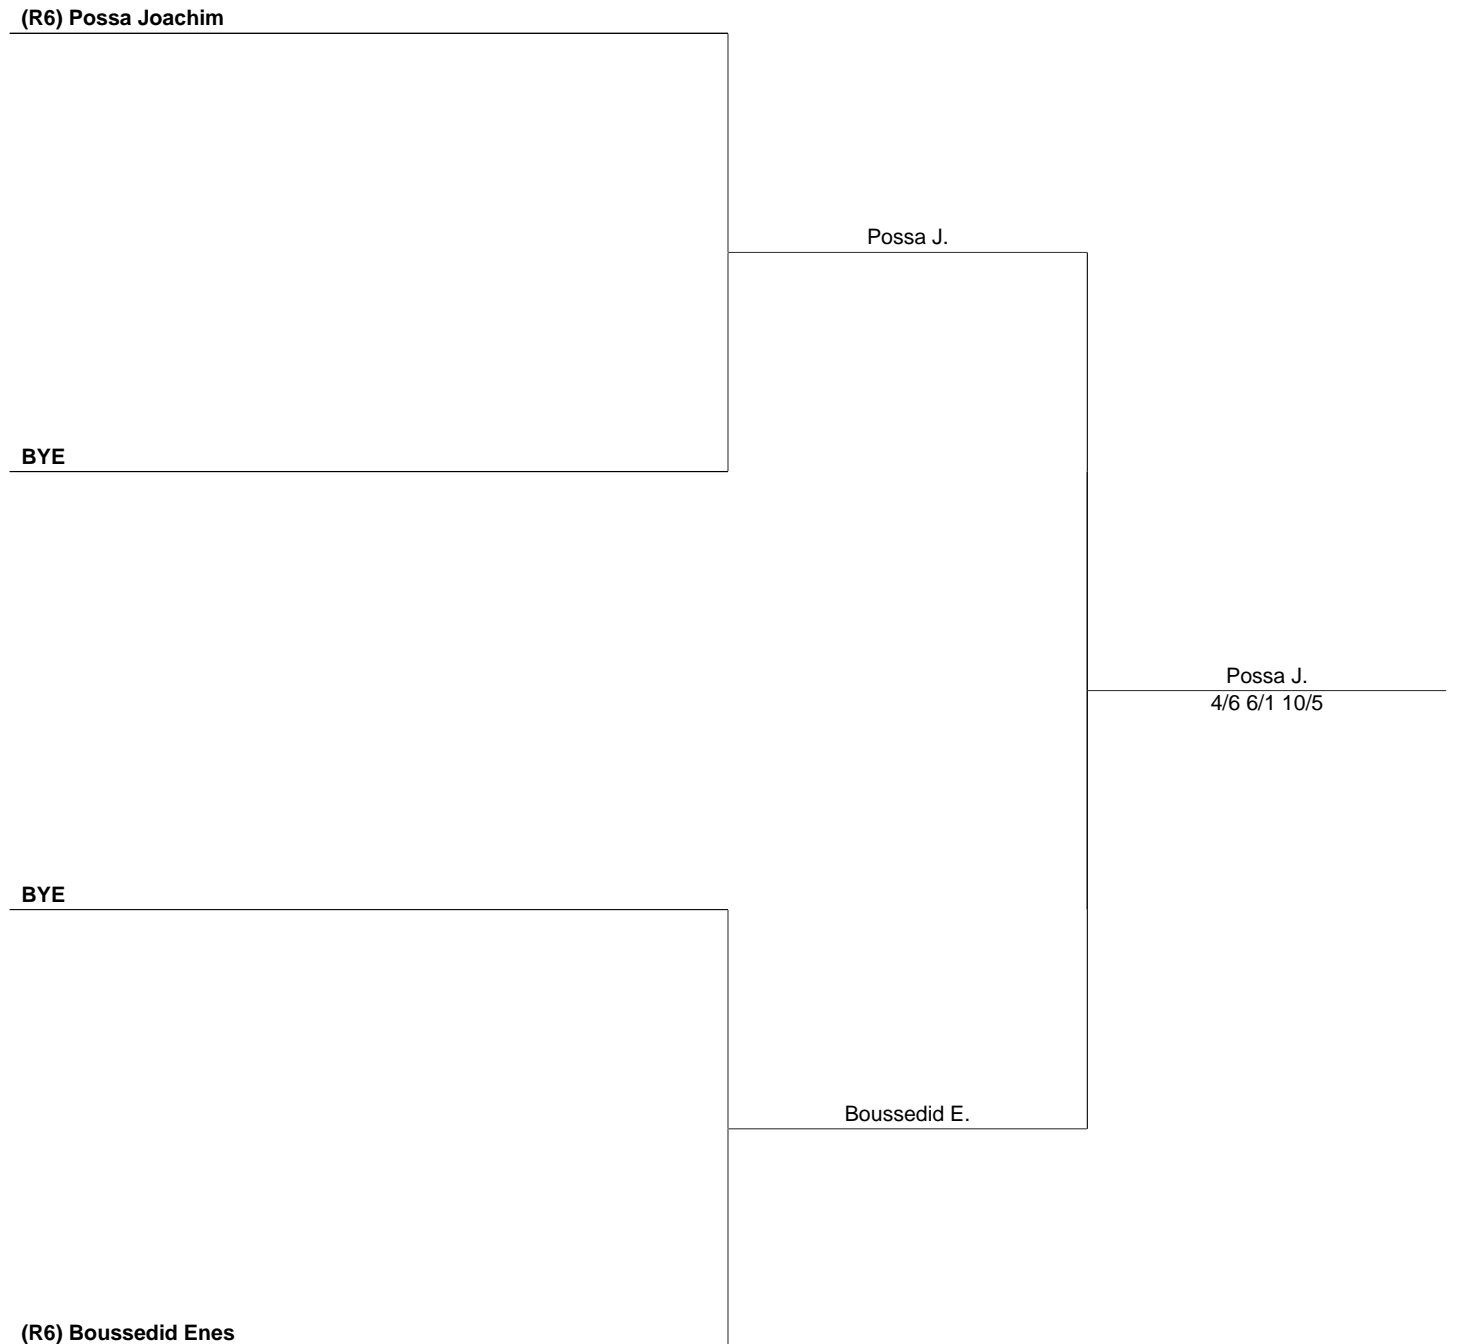 (R6) Possa Joachim
Possa J.
BYE
Possa J.
4/6 6/1 10/5
BYE
Boussedid E.
(R6) Boussedid Enes